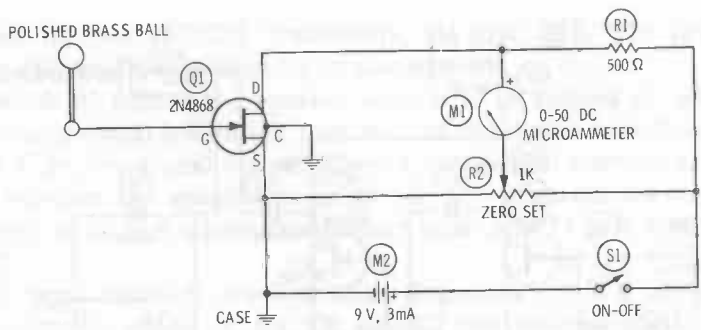 POLISHED BRASS BALL
Q1
2N4868
D
G
C
S
R1
500 Ω
+
M1
0-50 DC
MICROAMMETER
R2
1K
ZERO SET
M2
+
9 V, 3mA
S1
ON-OFF
CASE